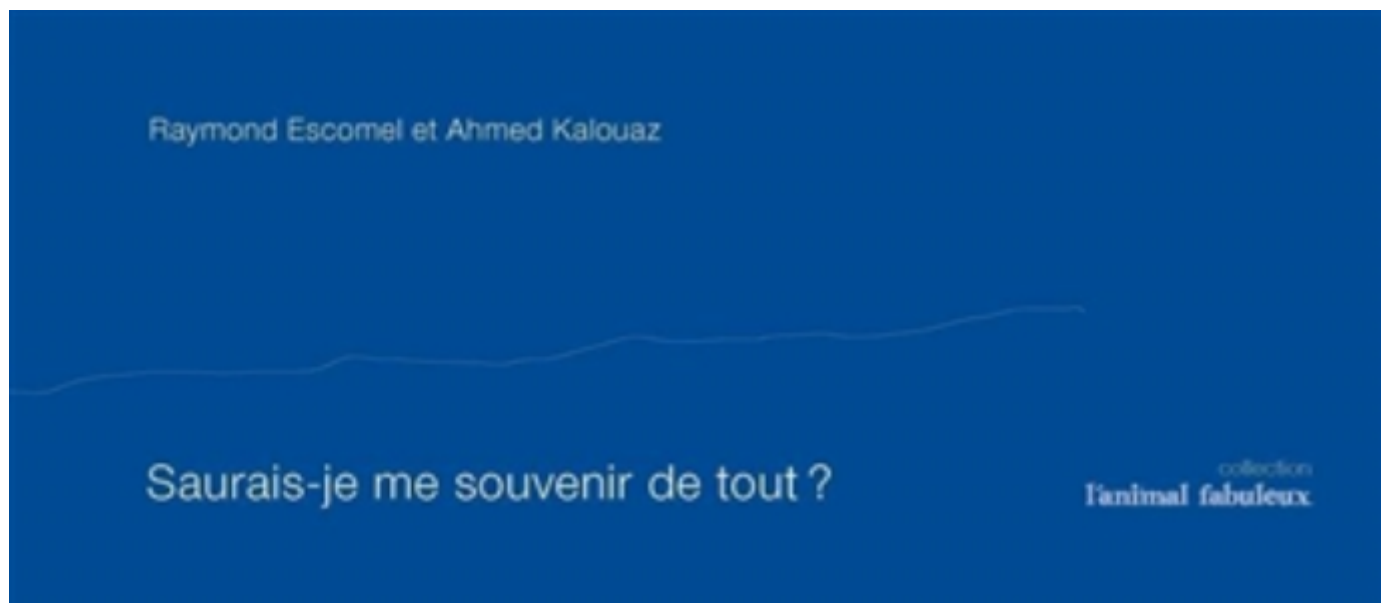 Raymond Escomel et Ahmed Kalouaz
Saurais-je me souvenir de tout ?
collection
l'animal fabuleux